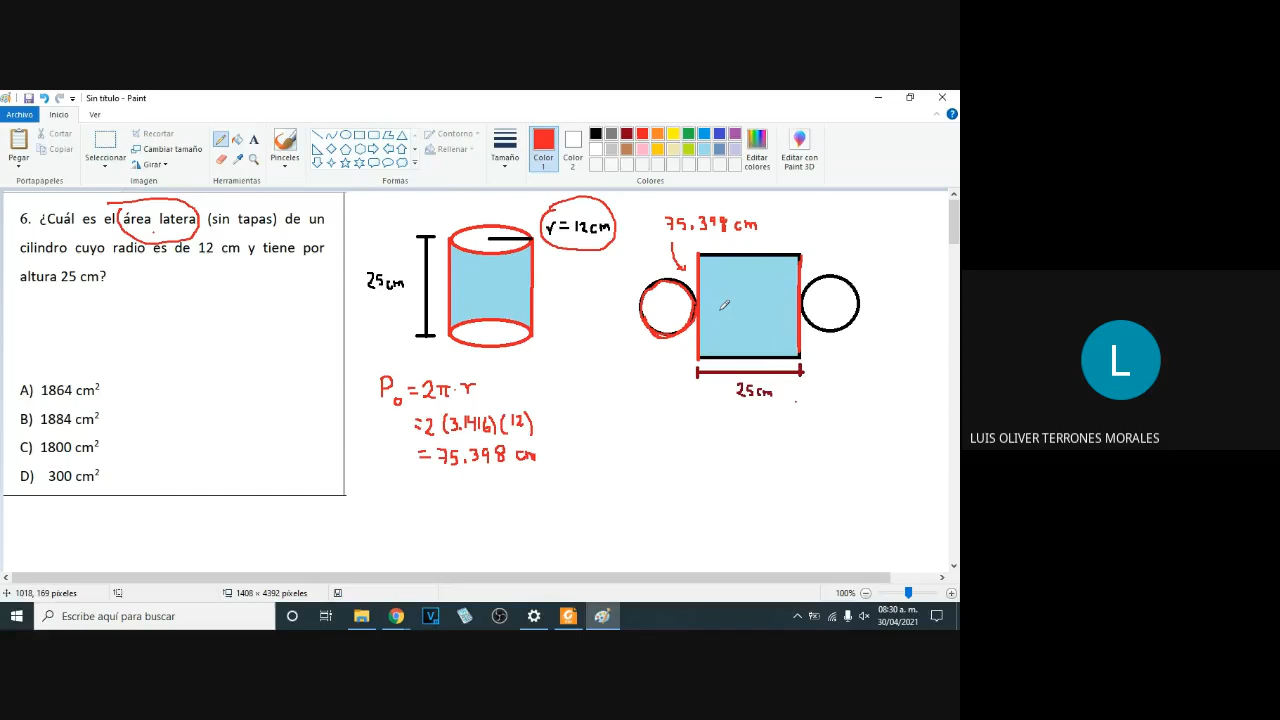 Sin título - Paint
Archivo Inicio Ver
Pegar
Cortar
Copiar
Portapapeles
Seleccionar
Recortar
Cambiar tamaño
Girar
Imagen
A
Herramientas
Pinceles
Contorno
Rellenar
Formas
Tamaño
Color 1
Color 2
Editar colores
Editar con Paint 3D
Colores
6. ¿Cuál es el área latera (sin tapas) de un
cilindro cuyo radio es de 12 cm y tiene por
altura 25 cm?
A) 1864 cm²
B) 1884 cm²
C) 1800 cm²
D) 300 cm²
25cm
r = 12cm
P₀ = 2π·r
= 2 (3.1416)(12)
= 75.398 cm
75.398 cm
25cm
L
LUIS OLIVER TERRONES MORALES
1018, 169 píxeles
1408 × 4392 píxeles
100%
Escribe aquí para buscar
08:30 a. m.
30/04/2021